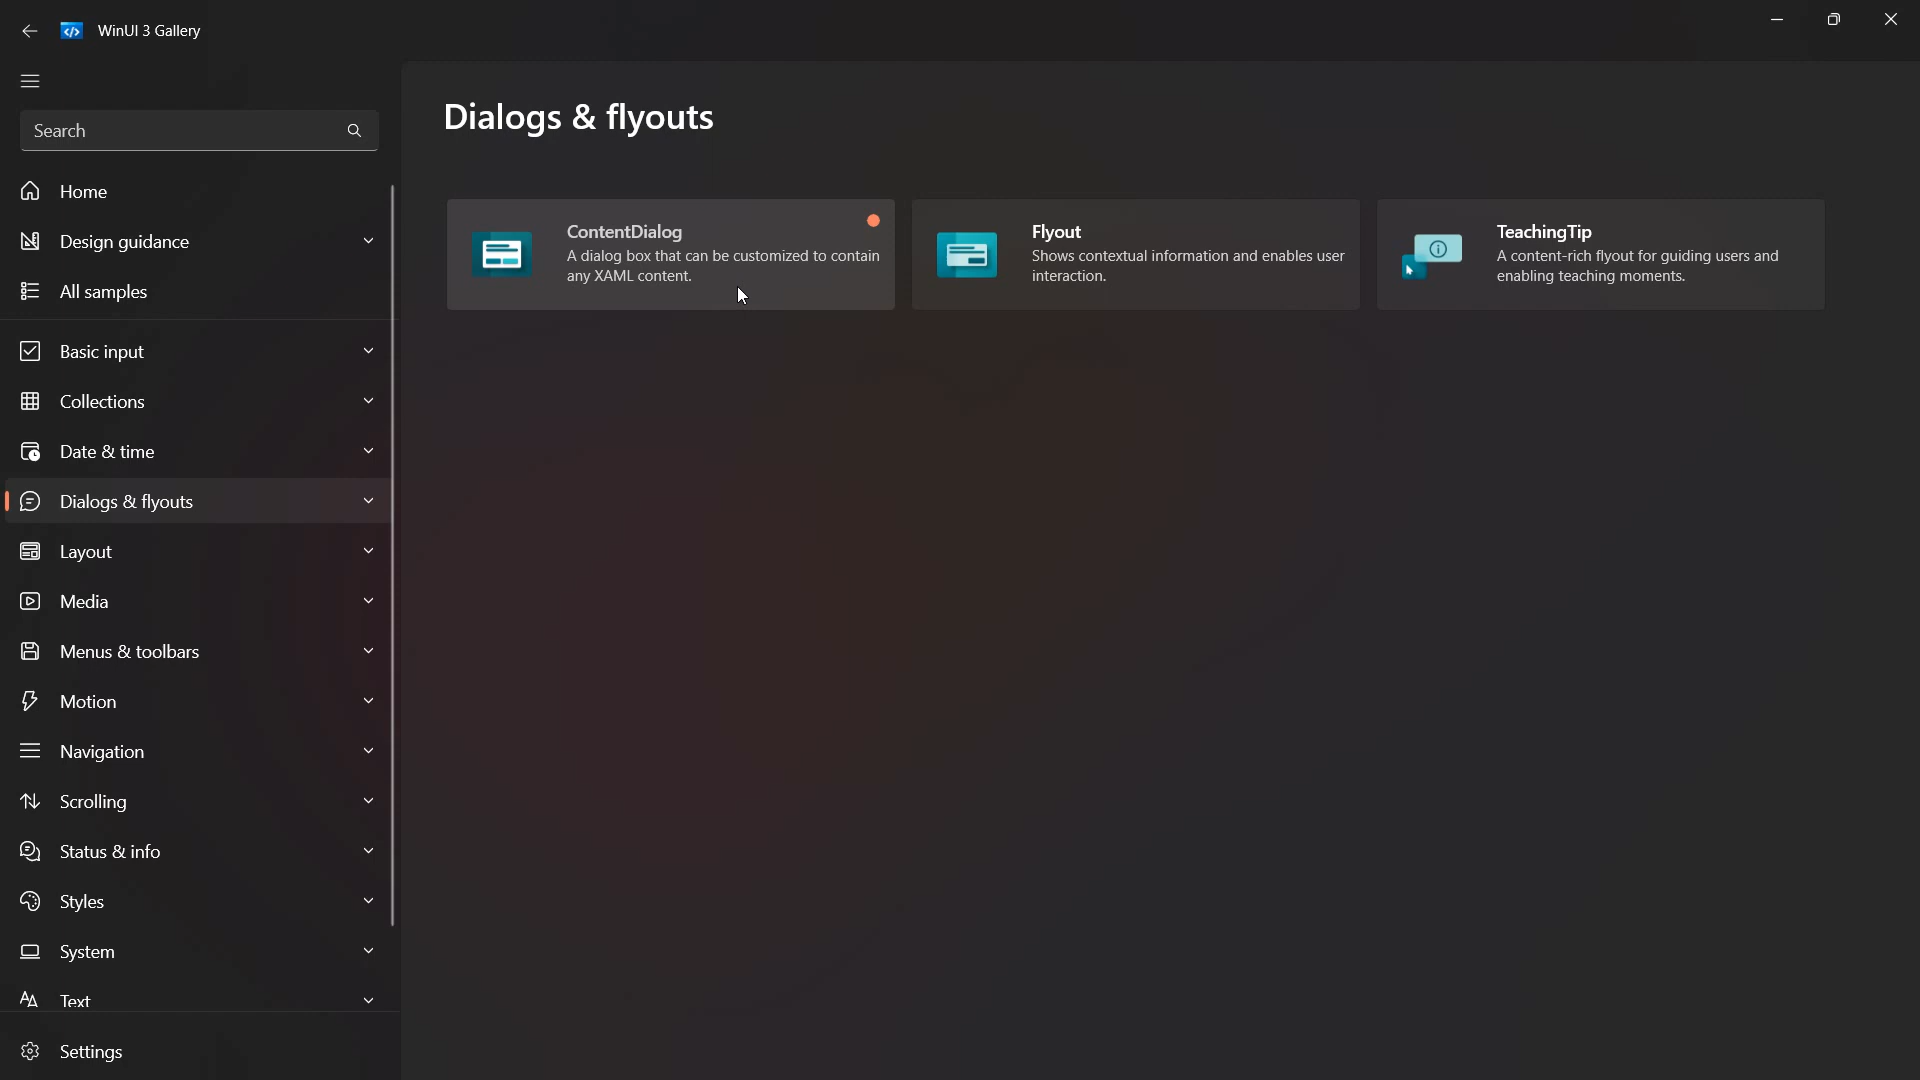 WinUI 3 Gallery
Search
Home
Design guidance
All samples
Basic input
Collections
Date & time
Dialogs & flyouts
Layout
Media
Menus & toolbars
Motion
Navigation
Scrolling
Status & info
Styles
System
Text
Settings
Dialogs & flyouts
ContentDialog
A dialog box that can be customized to contain
any XAML content.
Flyout
Shows contextual information and enables user
interaction.
TeachingTip
A content-rich flyout for guiding users and
enabling teaching moments.